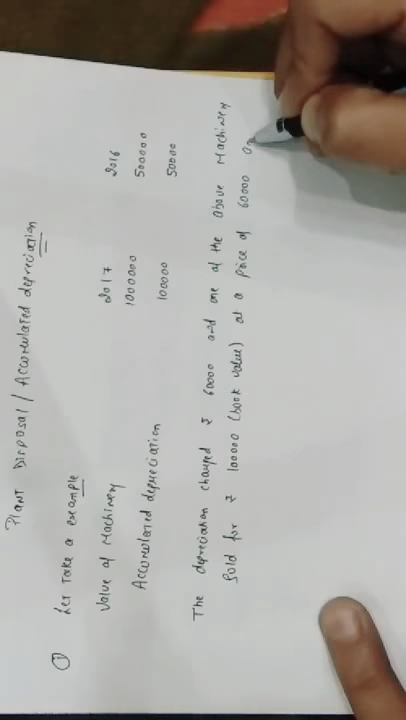 Plant Disposal / Accumulated depreciation
① Let Take a example
2017 2016
Value of Machinery 1000000 500000
Accumulated depreciation 100000 50000
The depreciation charged ₹ 60000 and one of the above Machinery
Sold for ₹ 100000 (book value) at a price of 60000